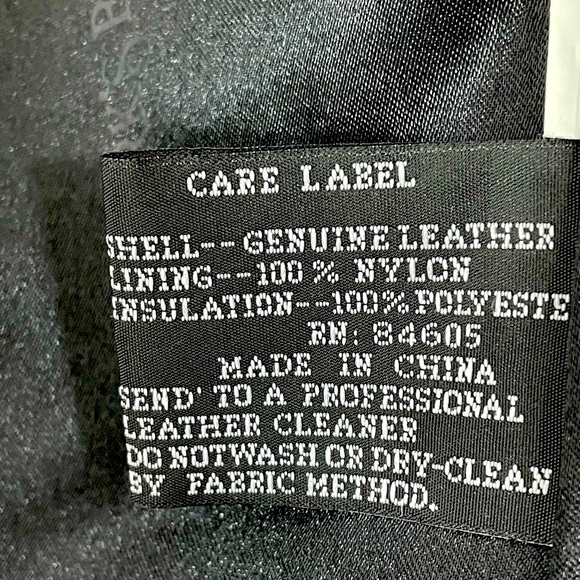 CARE LABEL
SHELL--GENUINE LEATHER
LINING--100% NYLON
INSULATION--100%POLYESTE
RN: 84605
MADE IN CHINA
SEND' TO A PROFESSIONAL
LEATHER CLEANER
DO NOTWASH OR DRY-CLEAN
BY FABRIC METHOD.